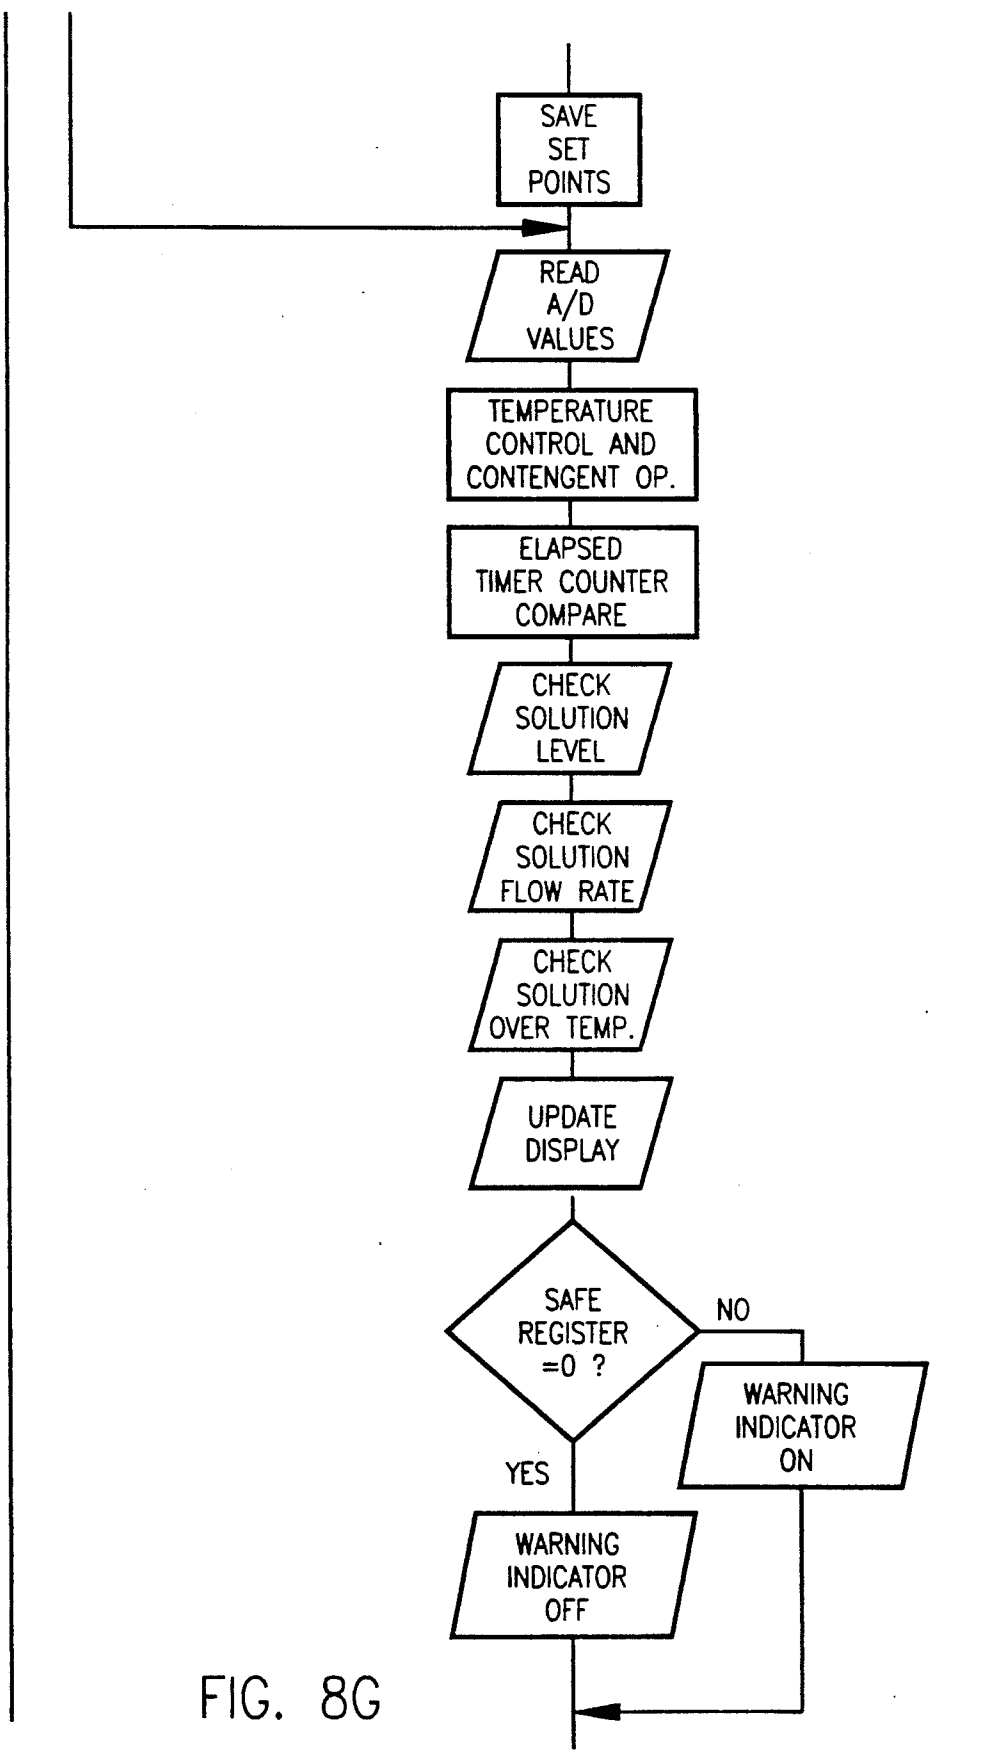 SAVE
SET
POINTS
READ
A/D
VALUES
TEMPERATURE
CONTROL AND
CONTENGENT OP.
ELAPSED
TIMER COUNTER
COMPARE
CHECK
SOLUTION
LEVEL
CHECK
SOLUTION
FLOW RATE
CHECK
SOLUTION
OVER TEMP.
UPDATE
DISPLAY
SAFE
REGISTER
=0 ?
NO
WARNING
INDICATOR
ON
YES
WARNING
INDICATOR
OFF
FIG. 8G